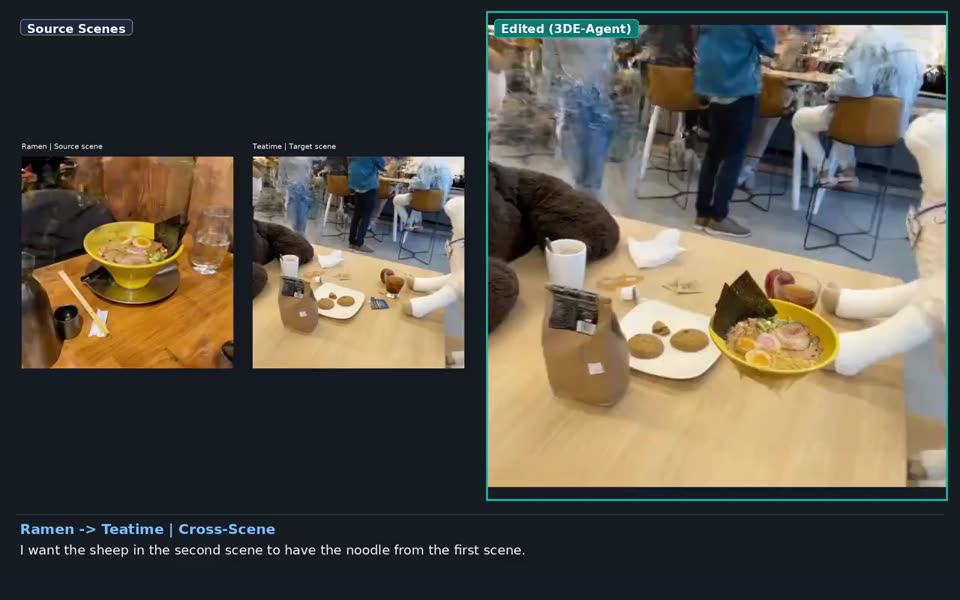 Source Scenes
Edited (3DE-Agent)
Ramen | Source scene
Teatime | Target scene
Ramen -> Teatime | Cross-Scene
I want the sheep in the second scene to have the noodle from the first scene.